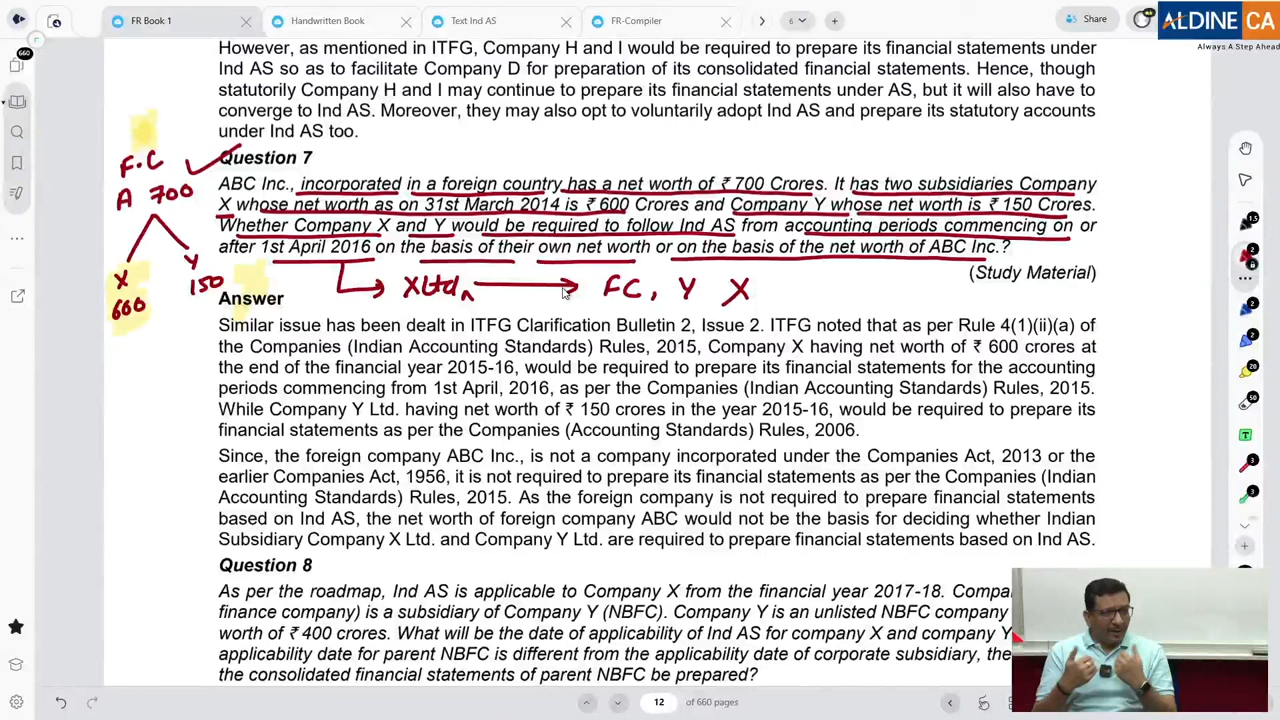 FR Book 1
Handwritten Book
Text Ind AS
FR-Compiler
6
Share
ALDINE CA
Always A Step Ahead
660
However, as mentioned in ITFG, Company H and I would be required to prepare its financial statements under
Ind AS so as to facilitate Company D for preparation of its consolidated financial statements. Hence, though
statutorily Company H and I may continue to prepare its financial statements under AS, but it will also have to
converge to Ind AS. Moreover, they may also opt to voluntarily adopt Ind AS and prepare its statutory accounts
under Ind AS too.
Question 7
ABC Inc., incorporated in a foreign country has a net worth of ₹ 700 Crores. It has two subsidiaries Company
X whose net worth as on 31st March 2014 is ₹ 600 Crores and Company Y whose net worth is ₹ 150 Crores.
Whether Company X and Y would be required to follow Ind AS from accounting periods commencing on or
after 1st April 2016 on the basis of their own net worth or on the basis of the net worth of ABC Inc.?
(Study Material)
F.C
A 700
X
600
Y
150
X Ltd.
FC, Y X
Answer
Similar issue has been dealt in ITFG Clarification Bulletin 2, Issue 2. ITFG noted that as per Rule 4(1)(ii)(a) of
the Companies (Indian Accounting Standards) Rules, 2015, Company X having net worth of ₹ 600 crores at
the end of the financial year 2015-16, would be required to prepare its financial statements for the accounting
periods commencing from 1st April, 2016, as per the Companies (Indian Accounting Standards) Rules, 2015.
While Company Y Ltd. having net worth of ₹ 150 crores in the year 2015-16, would be required to prepare its
financial statements as per the Companies (Accounting Standards) Rules, 2006.
Since, the foreign company ABC Inc., is not a company incorporated under the Companies Act, 2013 or the
earlier Companies Act, 1956, it is not required to prepare its financial statements as per the Companies (Indian
Accounting Standards) Rules, 2015. As the foreign company is not required to prepare financial statements
based on Ind AS, the net worth of foreign company ABC would not be the basis for deciding whether Indian
Subsidiary Company X Ltd. and Company Y Ltd. are required to prepare financial statements based on Ind AS.
Question 8
As per the roadmap, Ind AS is applicable to Company X from the financial year 2017-18.
finance company) is a subsidiary of Company Y (NBFC). Company Y is an unlisted NBFC company
worth of ₹ 400 crores. What will be the date of applicability of Ind AS for company X and company Y
applicability date for parent NBFC is different from the applicability date of corporate subsidiary,
the consolidated financial statements of parent NBFC be prepared?
12 of 660 pages